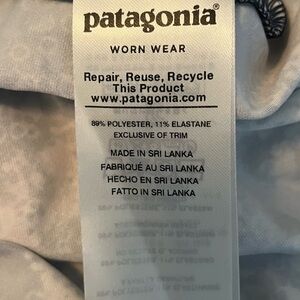 patagonia®
WORN WEAR
Repair, Reuse, Recycle
This Product
www.patagonia.com
89% POLYESTER, 11% ELASTANE
EXCLUSIVE OF TRIM
MADE IN SRI LANKA
FABRIQUÉ AU SRI LANKA
HECHO EN SRI LANKA
FATTO IN SRI LANKA